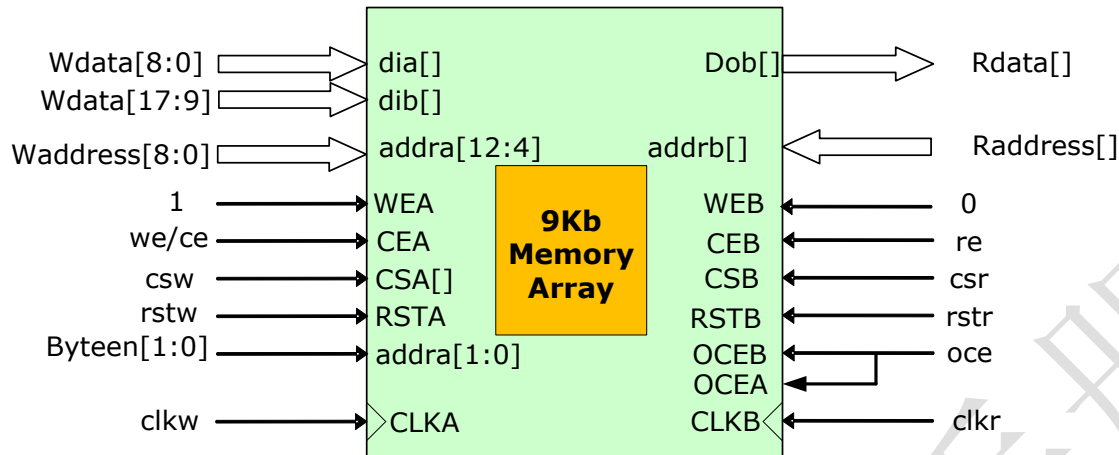 Wdata[8:0] dia[] Dob[] Rdata[]
Wdata[17:9] dib[]
Waddress[8:0] addra[12:4] addrb[] Raddress[]
1 WEA WEB 0
we/ce CEA CEB re
csw CSA[] CSB csr
rstw RSTA RSTB rstr
Byteen[1:0] addra[1:0] OCEB oce
OCEA
clkw CLKA CLKB clkr
9Kb
Memory
Array